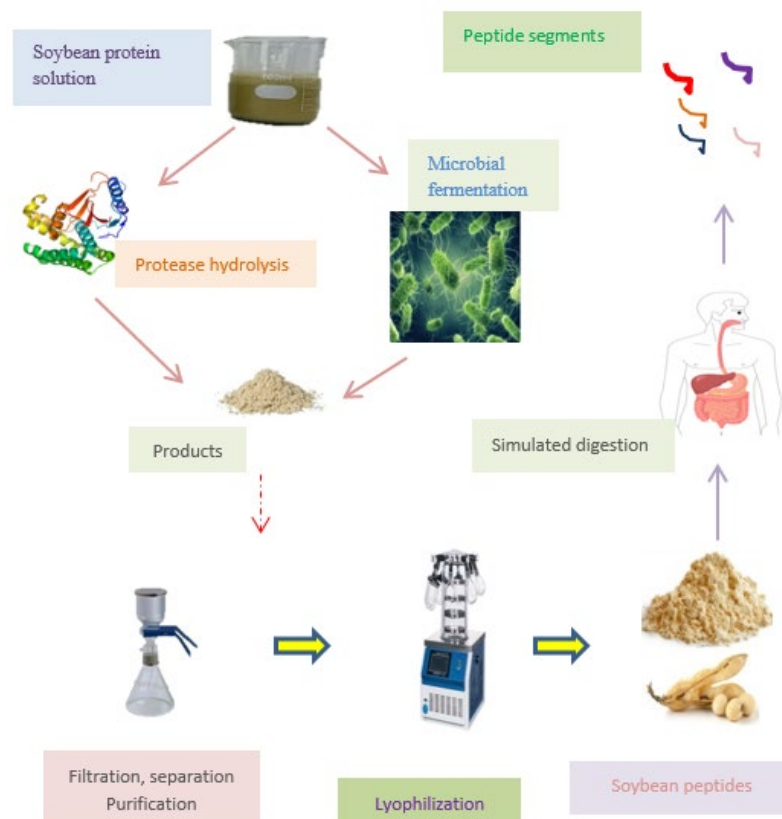 Soybean protein
solution
Peptide segments
Microbial
fermentation
Protease hydrolysis
Products
Simulated digestion
Filtration, separation
Purification
Lyophilization
Soybean peptides